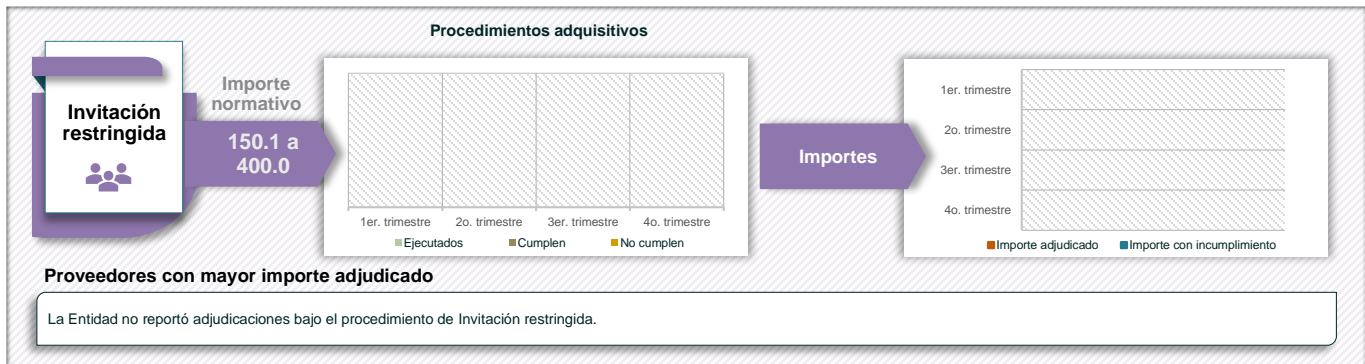 Procedimientos adquisitivos
Invitación
restringida
Importe
normativo
150.1 a
400.0
1er. trimestre 2o. trimestre 3er. trimestre 4o. trimestre
Ejecutados Cumplen No cumplen
Importes
1er. trimestre
2o. trimestre
3er. trimestre
4o. trimestre
Importe adjudicado Importe con incumplimiento
Proveedores con mayor importe adjudicado
La Entidad no reportó adjudicaciones bajo el procedimiento de Invitación restringida.